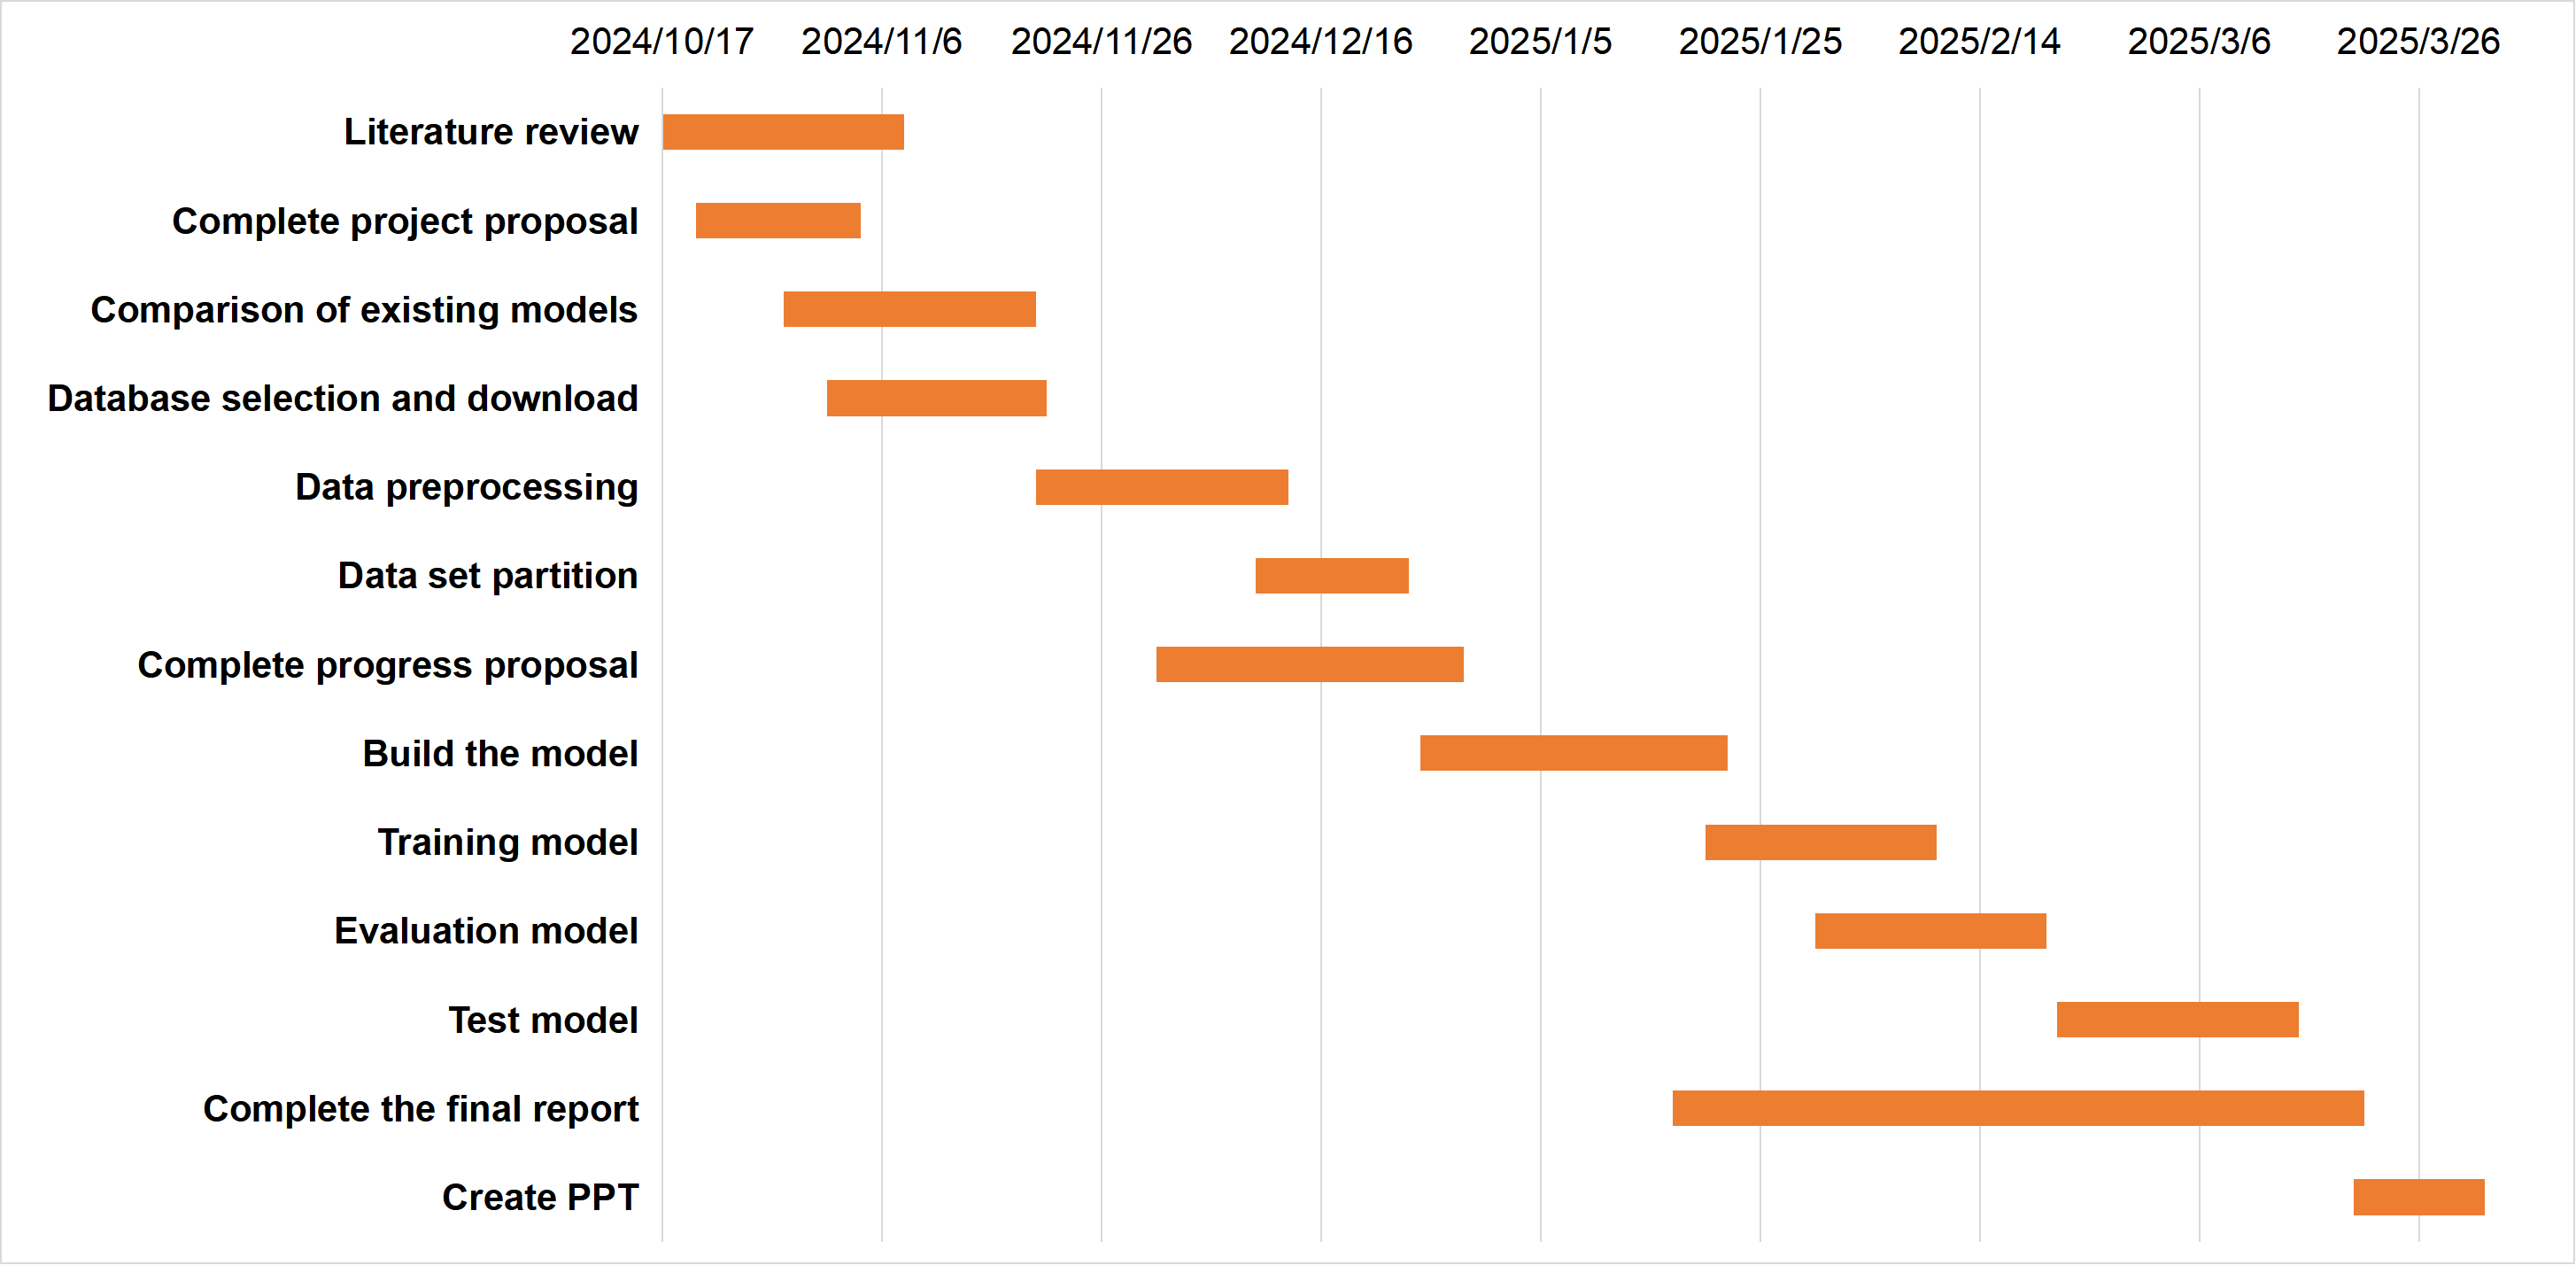 2024/10/17 2024/11/6 2024/11/26 2024/12/16 2025/1/5 2025/1/25 2025/2/14 2025/3/6 2025/3/26
Literature review
Complete project proposal
Comparison of existing models
Database selection and download
Data preprocessing
Data set partition
Complete progress proposal
Build the model
Training model
Evaluation model
Test model
Complete the final report
Create PPT